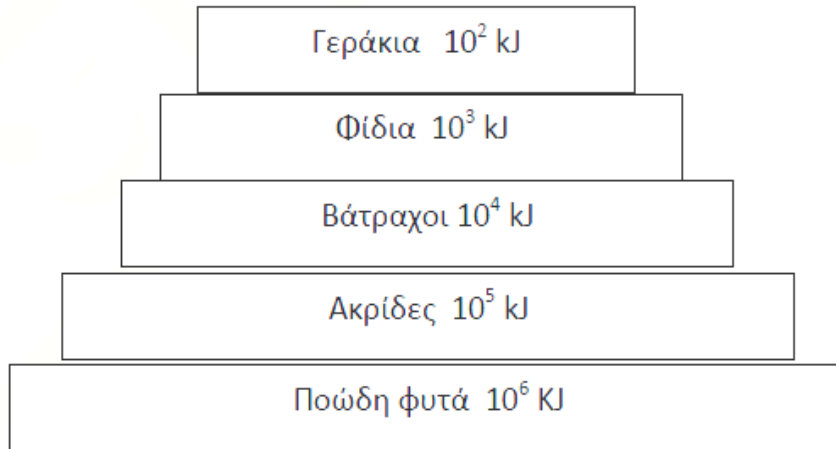 Γεράκια 10² kJ
Φίδια 10³ kJ
Βάτραχοι 10⁴ kJ
Ακρίδες 10⁵ kJ
Ποώδη φυτά 10⁶ KJ